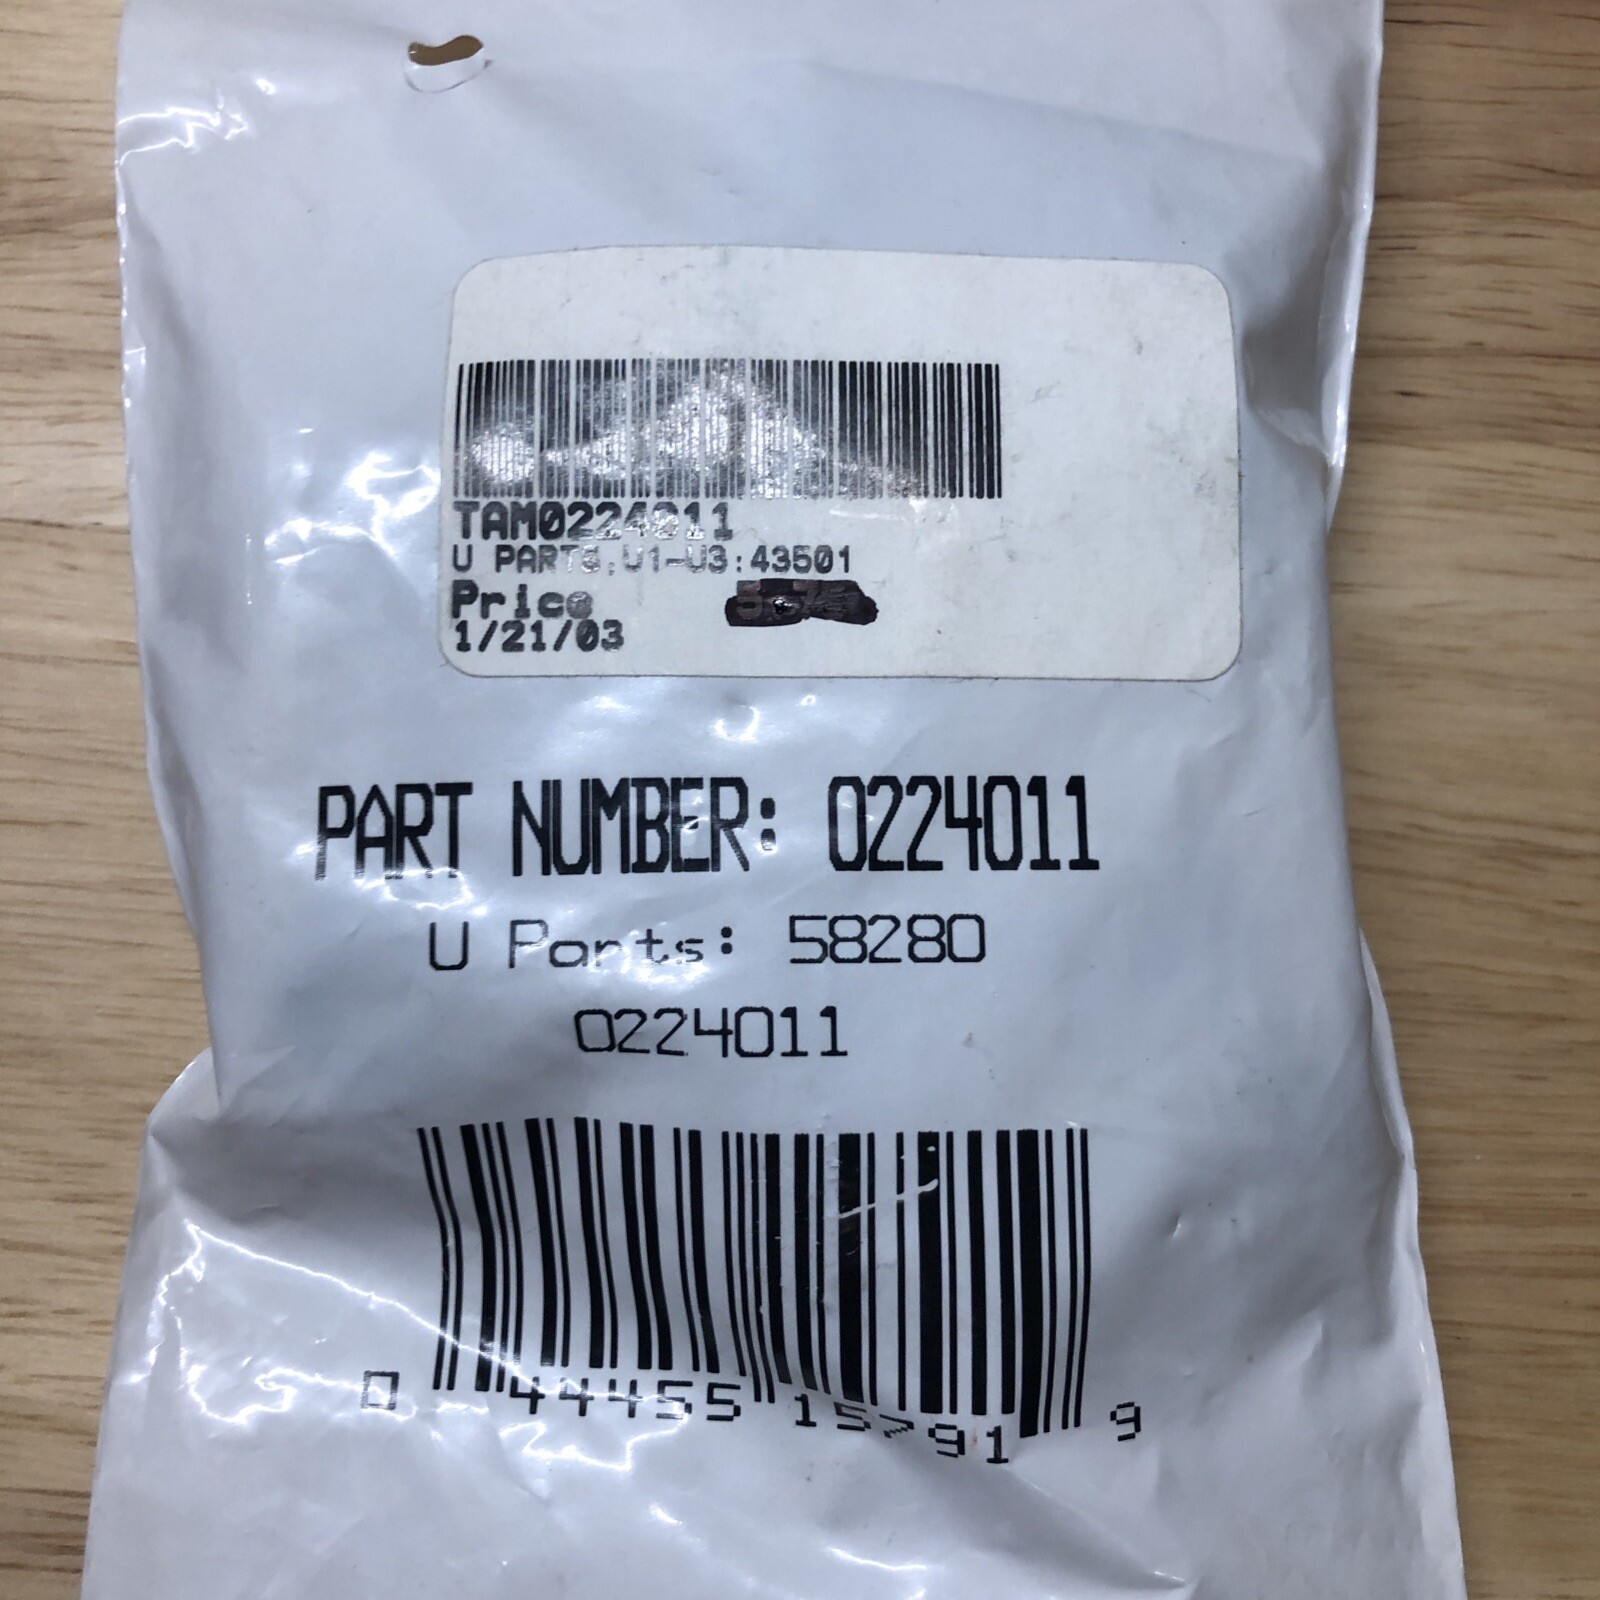 TAM0224011
U PARTS,U1-U3:43501
Price
1/21/03
PART NUMBER: 0224011
U Parts: 58280
0224011
0 44455 15791 9